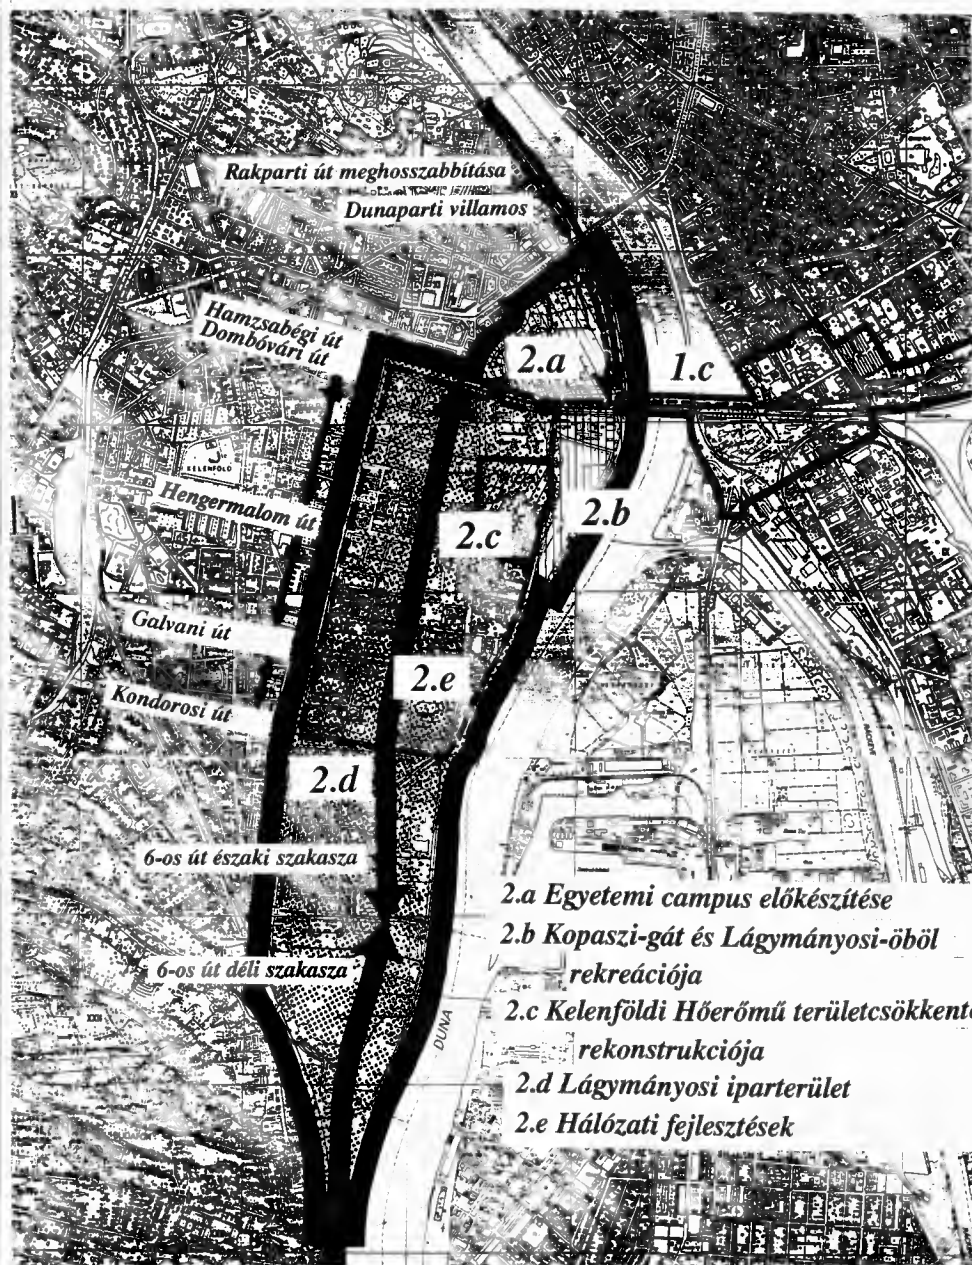 Rakparti út meghosszabbítása
Dunaparti villamos
Hamzsabégi út
Dombóvári út
2.a
1.c
KELENFÖLD
Hengermalom út
2.b
2.c
Galvani út
2.e
Kondorosi út
2.d
6-os út északi szakasza
2.a Egyetemi campus előkészítése
2.b Kopaszi-gát és Lágymányosi-öböl
6-os út déli szakasza
rekreációja
2.c Kelenföldi Hőerőmű területcsökkentő
DUNA
rekonstrukciója
2.d Lágymányosi iparterület
2.e Hálózati fejlesztések